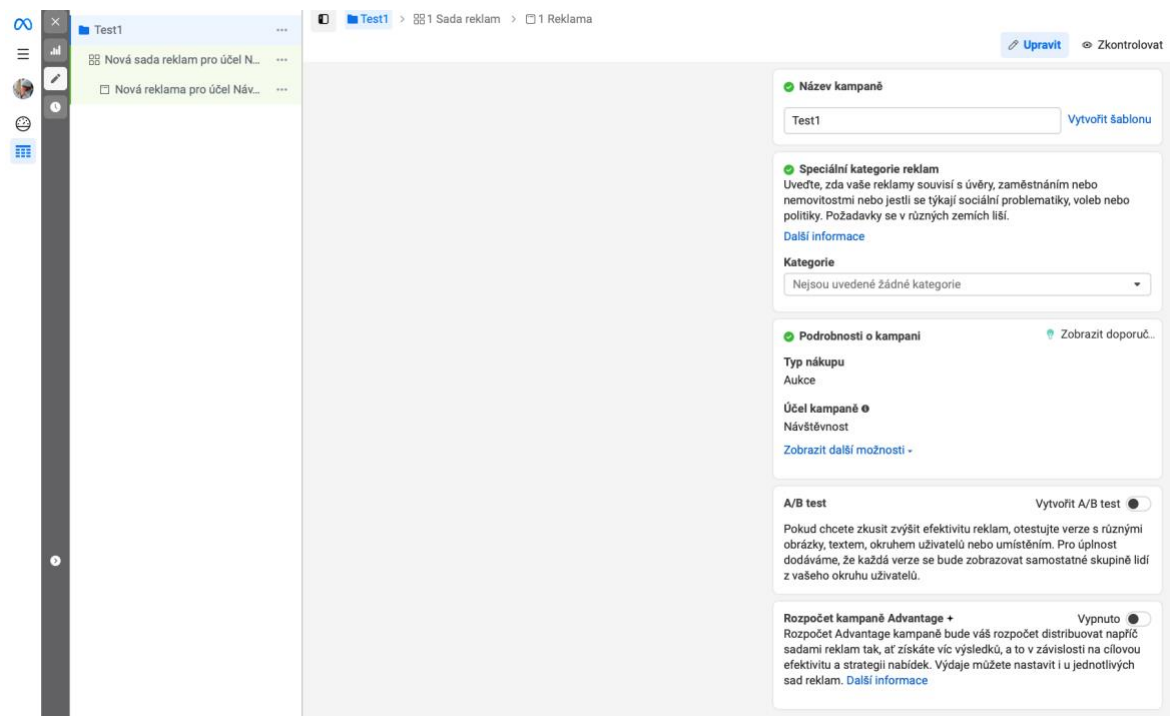 Test1
Nová sada reklam pro účel N...
Nová reklama pro účel Náv...
Test1 > 1 Sada reklam > 1 Reklama
Upravit
Zkontrolovat
Název kampaně
Test1
Vytvořit šablonu
Speciální kategorie reklam
Uveďte, zda vaše reklamy souvisí s úvěry, zaměstnáním nebo
nemovitostmi nebo jestli se týkají sociální problematiky, voleb nebo
politiky. Požadavky se v různých zemích liší.
Další informace
Kategorie
Nejsou uvedené žádné kategorie
Podrobnosti o kampani
Zobrazit doporuč...
Typ nákupu
Aukce
Účel kampaně
Návštěvnost
Zobrazit další možnosti
A/B test
Vytvořit A/B test
Pokud chcete zkusit zvýšit efektivitu reklam, otestujte verze s různými
obrázky, textem, okruhem uživatelů nebo umístěním. Pro úplnost
dodáváme, že každá verze se bude zobrazovat samostatné skupině lidí
z vašeho okruhu uživatelů.
Rozpočet kampaně Advantage +
Vypnuto
Rozpočet Advantage kampaně bude váš rozpočet distribuovat napříč
sadami reklam tak, ať získáte víc výsledků, a to v závislosti na cílovou
efektivitu a strategii nabídek. Výdaje můžete nastavit i u jednotlivých
sad reklam. Další informace